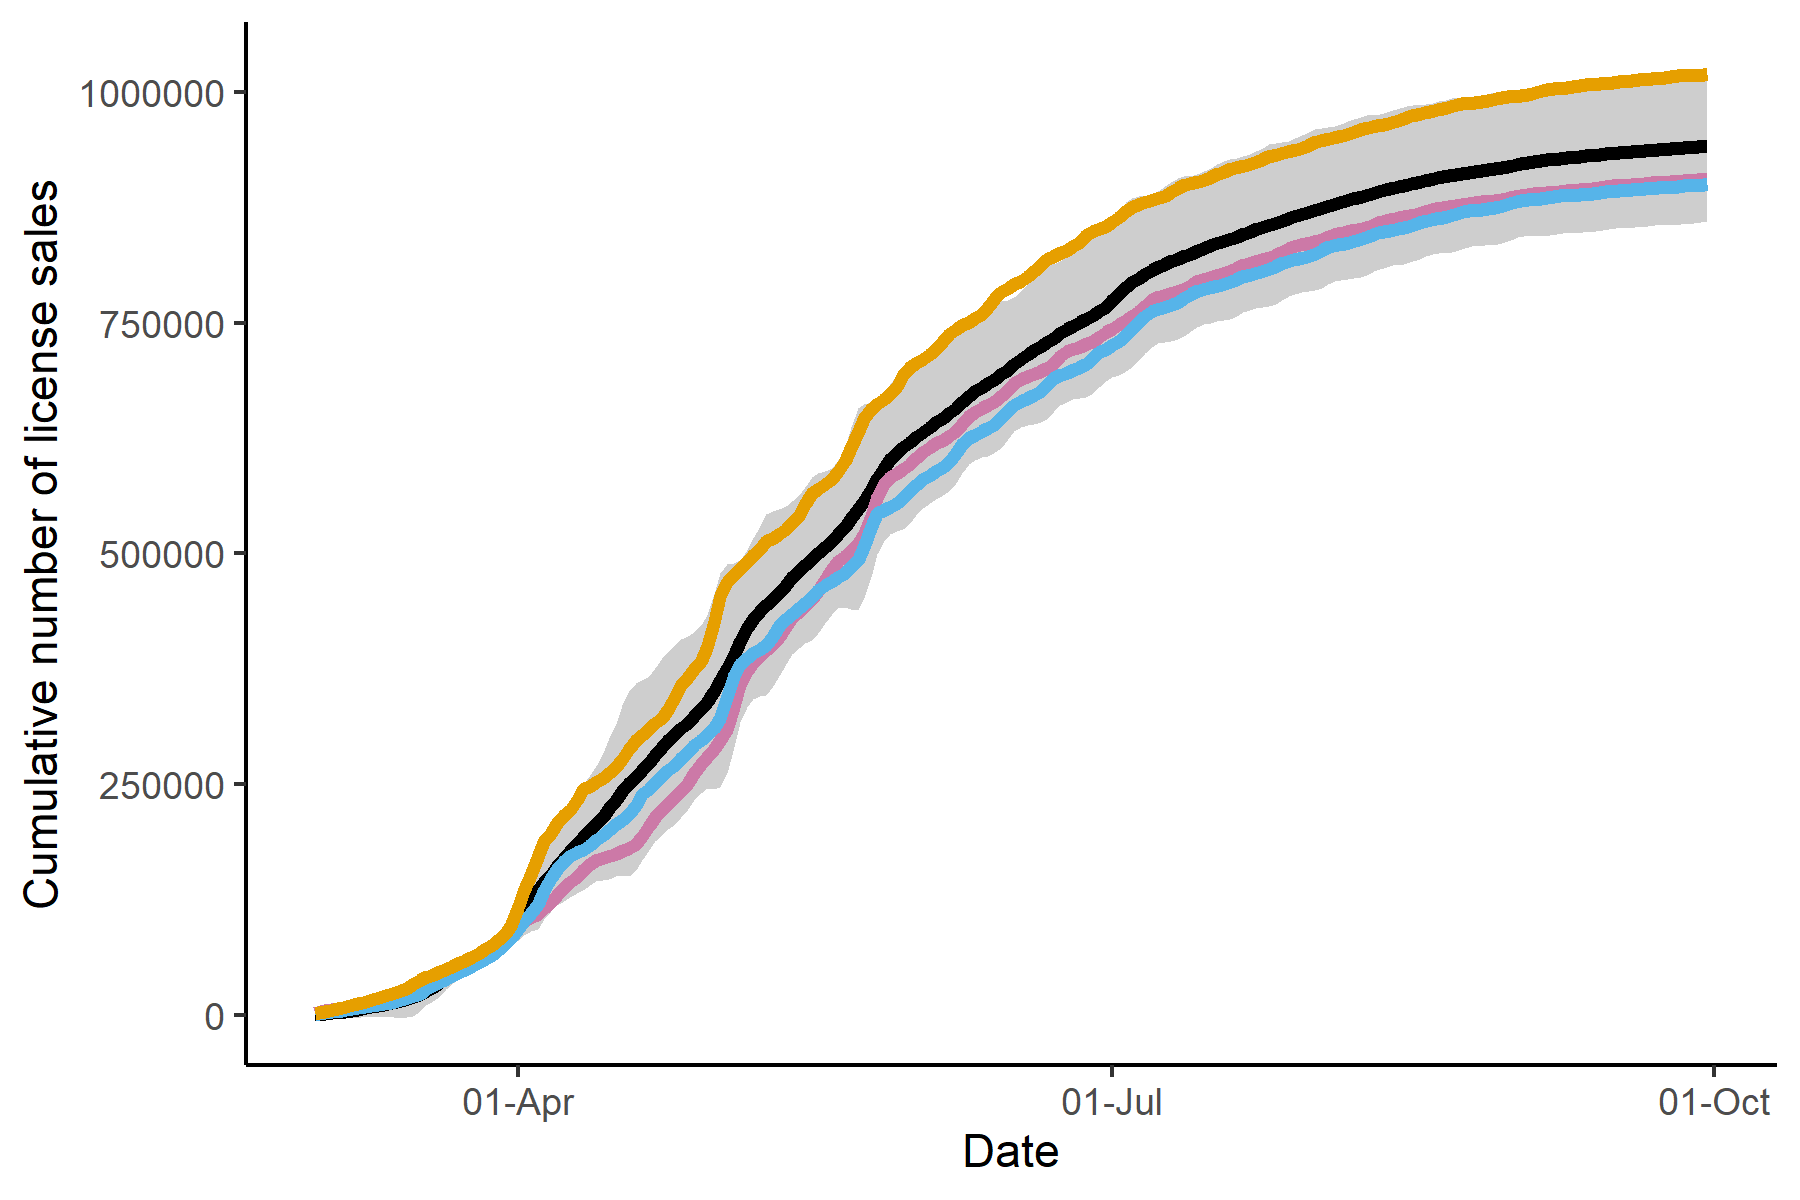 Cumulative number of license sales
1000000
750000
500000
250000
0
01-Apr
01-Jul
01-Oct
Date